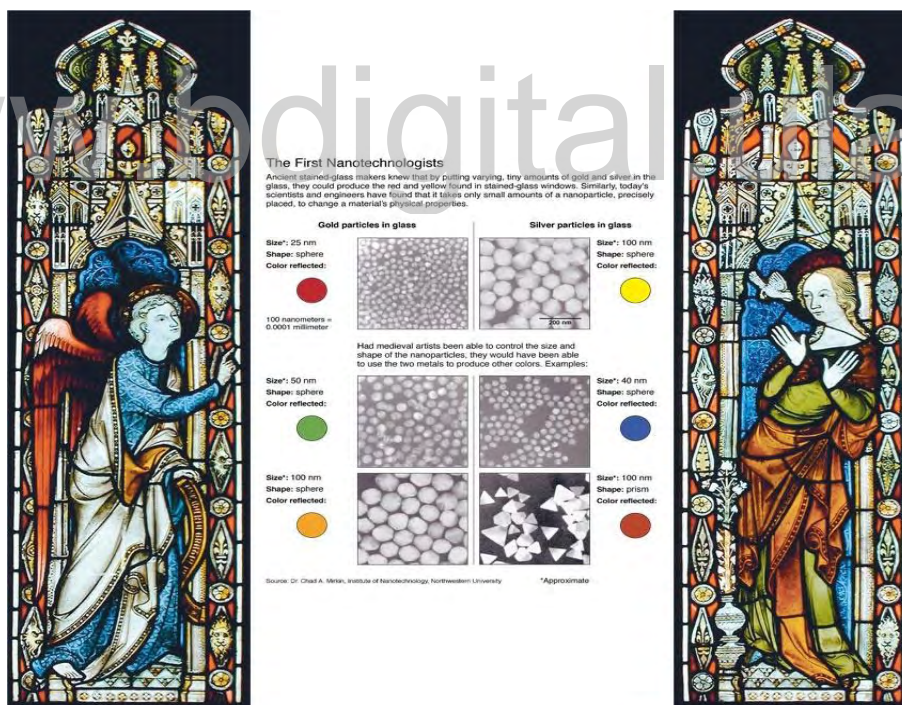 www.bdigital.
The First Nanotechnologists
Ancient stained-glass makers knew that by putting varying, tiny amounts of gold and silver in the
glass, they could produce the red and yellow found in stained-glass windows. Similarly, today's
scientists and engineers have found that it takes only small amounts of a nanoparticle, precisely
placed, to change a material's physical properties.
Gold particles in glass
Silver particles in glass
Size*: 25 nm
Shape: sphere
Color reflected:
100 nanometers =
0.0001 millimeter
Size*: 100 nm
Shape: sphere
Color reflected:
200 nm
Had medieval artists been able to control the size and
shape of the nanoparticles, they would have been able
to use the two metals to produce other colors. Examples:
Size*: 50 nm
Shape: sphere
Color reflected:
Size*: 40 nm
Shape: sphere
Color reflected:
Size*: 100 nm
Shape: sphere
Color reflected:
Size*: 100 nm
Shape: prism
Color reflected:
Source: Dr. Chad A. Mirkin, Institute of Nanotechnology, Northwestern University
*Approximate